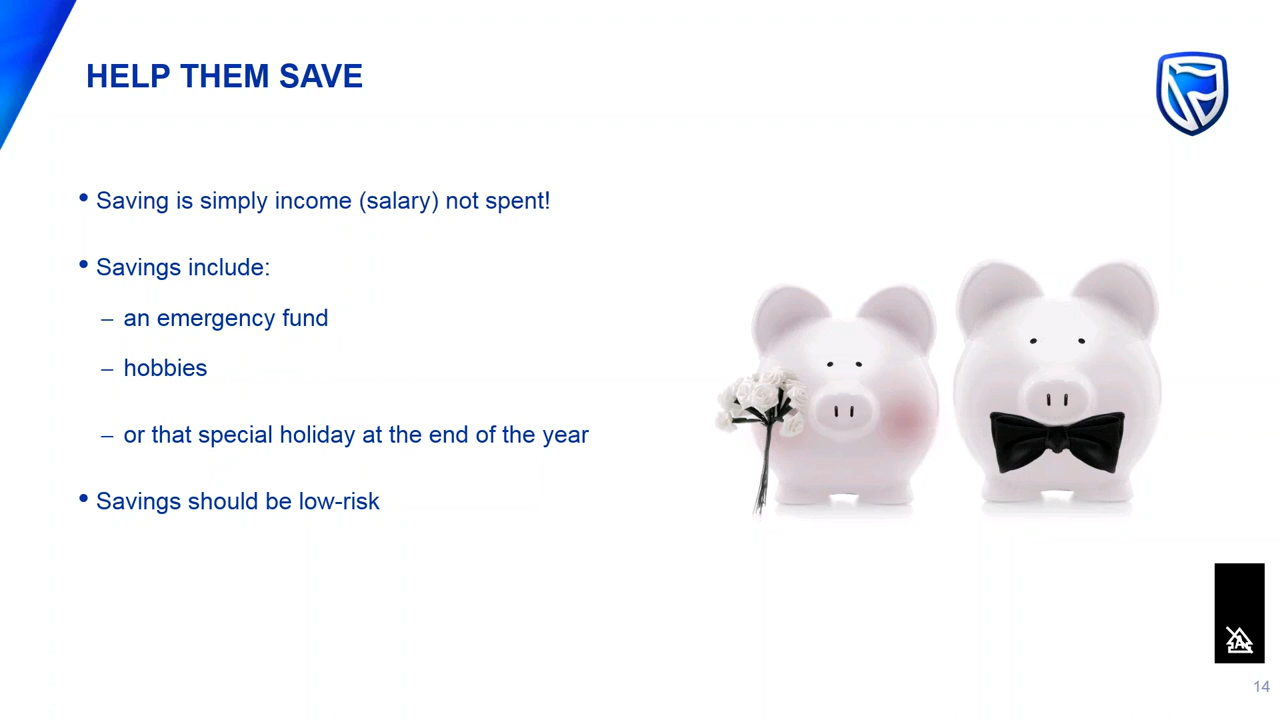 HELP THEM SAVE
• Saving is simply income (salary) not spent!
• Savings include:
– an emergency fund
– hobbies
– or that special holiday at the end of the year
• Savings should be low-risk
14